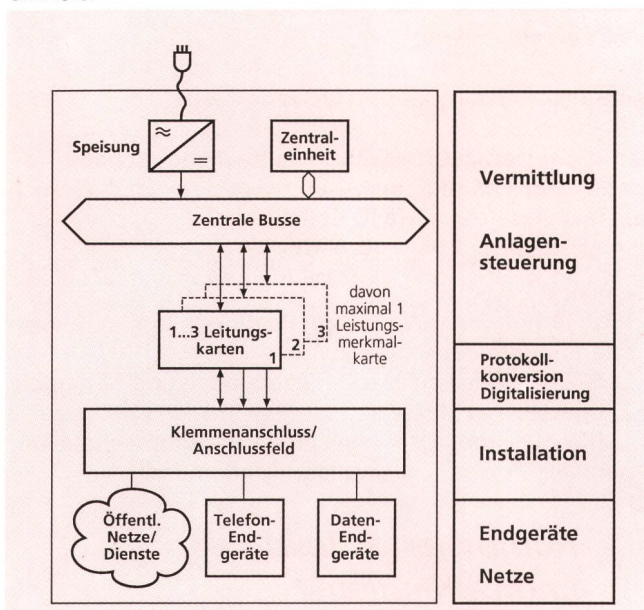 Speisung
Zentral-
einheit
Zentrale Busse
1...3 Leitungs-
karten
1
2
3
davon
maximal 1
Leistungs-
merkmal-
karte
Klemmenanschluss/
Anschlussfeld
Öffentl.
Netze/
Dienste
Telefon-
End-
geräte
Daten-
End-
geräte
Vermittlung
Anlagen-
steuerung
Protokoll-
konversion
Digitalisierung
Installation
Endgeräte
Netze